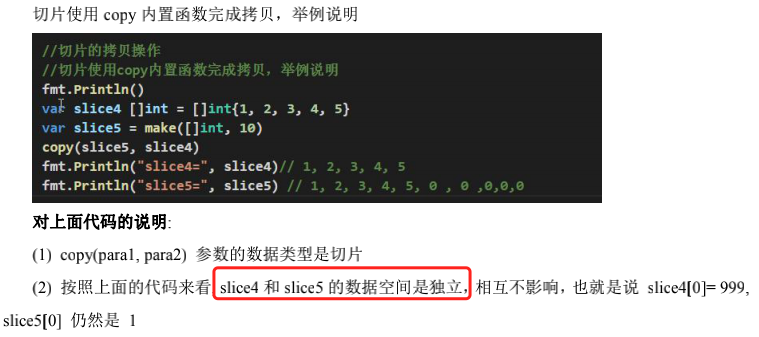 切片使用 copy 内置函数完成拷贝，举例说明
//切片的拷贝操作
//切片使用copy内置函数完成拷贝，举例说明
fmt.Println()
var slice4 []int = []int{1, 2, 3, 4, 5}
var slice5 = make([]int, 10)
copy(slice5, slice4)
fmt.Println("slice4=", slice4)// 1, 2, 3, 4, 5
fmt.Println("slice5=", slice5) // 1, 2, 3, 4, 5, 0 , 0 ,0,0,0
对上面代码的说明:
(1) copy(para1, para2) 参数的数据类型是切片
(2) 按照上面的代码来看, slice4 和 slice5 的数据空间是独立，相互不影响，也就是说 slice4[0]= 999,
slice5[0] 仍然是 1